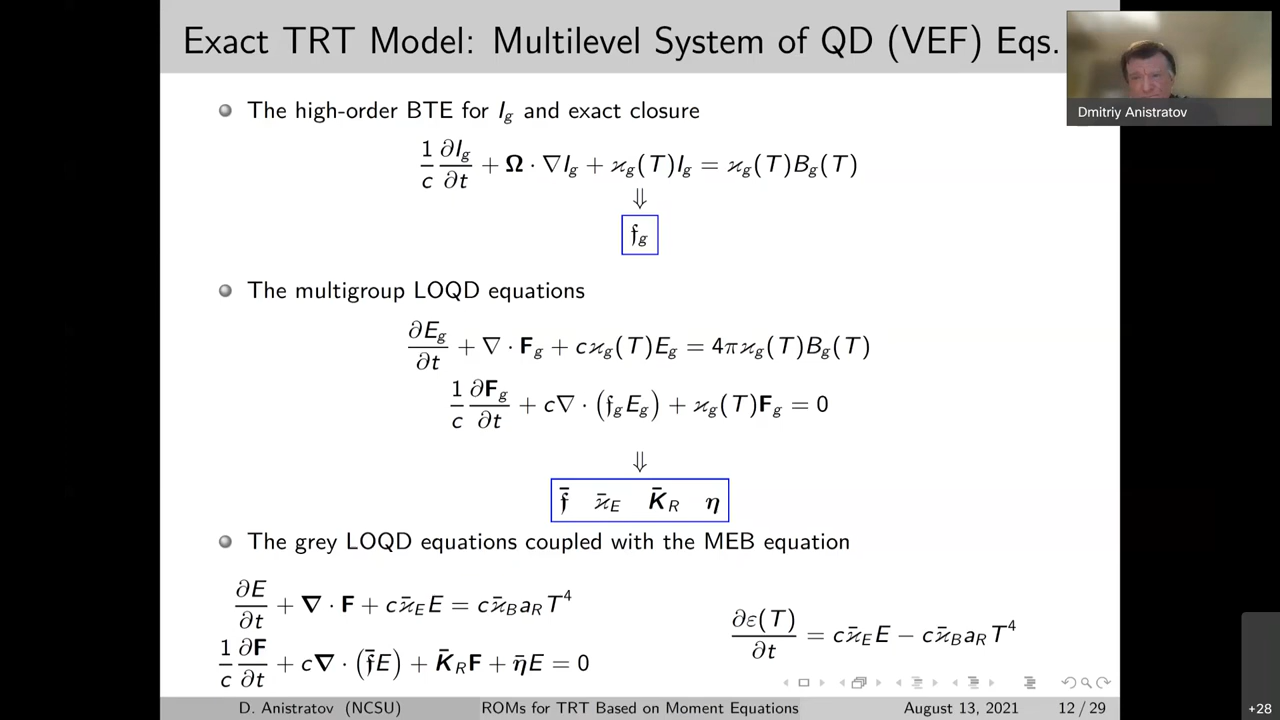 Exact TRT Model: Multilevel System of QD (VEF) Eqs.
Dmitriy Anistratov
The high-order BTE for I_g and exact closure
1/c ∂I_g/∂t + Ω · ∇I_g + ϰ_g(T)I_g = ϰ_g(T)B_g(T)
⇓
𝔣_g
The multigroup LOQD equations
∂E_g/∂t + ∇ · F_g + cϰ_g(T)E_g = 4πϰ_g(T)B_g(T)
1/c ∂F_g/∂t + c∇ · (𝔣_g E_g) + ϰ_g(T)F_g = 0
⇓
𝔣̄ ϰ̄_E K̄_R η
The grey LOQD equations coupled with the MEB equation
∂E/∂t + ∇ · F + cϰ̄_E E = cϰ̄_B a_R T^4
1/c ∂F/∂t + c∇ · (𝔣̄E) + K̄_R F + η̄E = 0
∂ε(T)/∂t = cϰ̄_E E − cϰ̄_B a_R T^4
D. Anistratov (NCSU) ROMs for TRT Based on Moment Equations August 13, 2021 12 / 29
+28